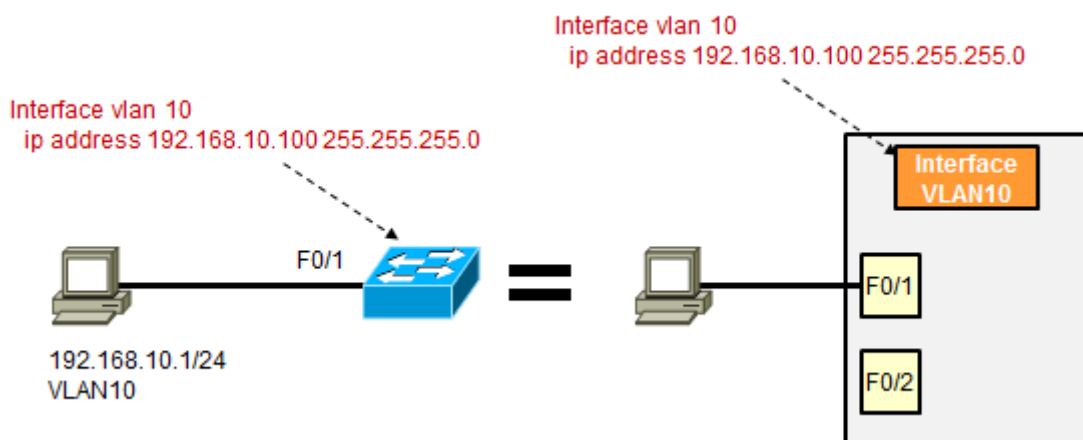 Interface vlan 10
ip address 192.168.10.100 255.255.255.0
Interface vlan 10
ip address 192.168.10.100 255.255.255.0
Interface
VLAN10
F0/1
F0/1
192.168.10.1/24
VLAN10
F0/2